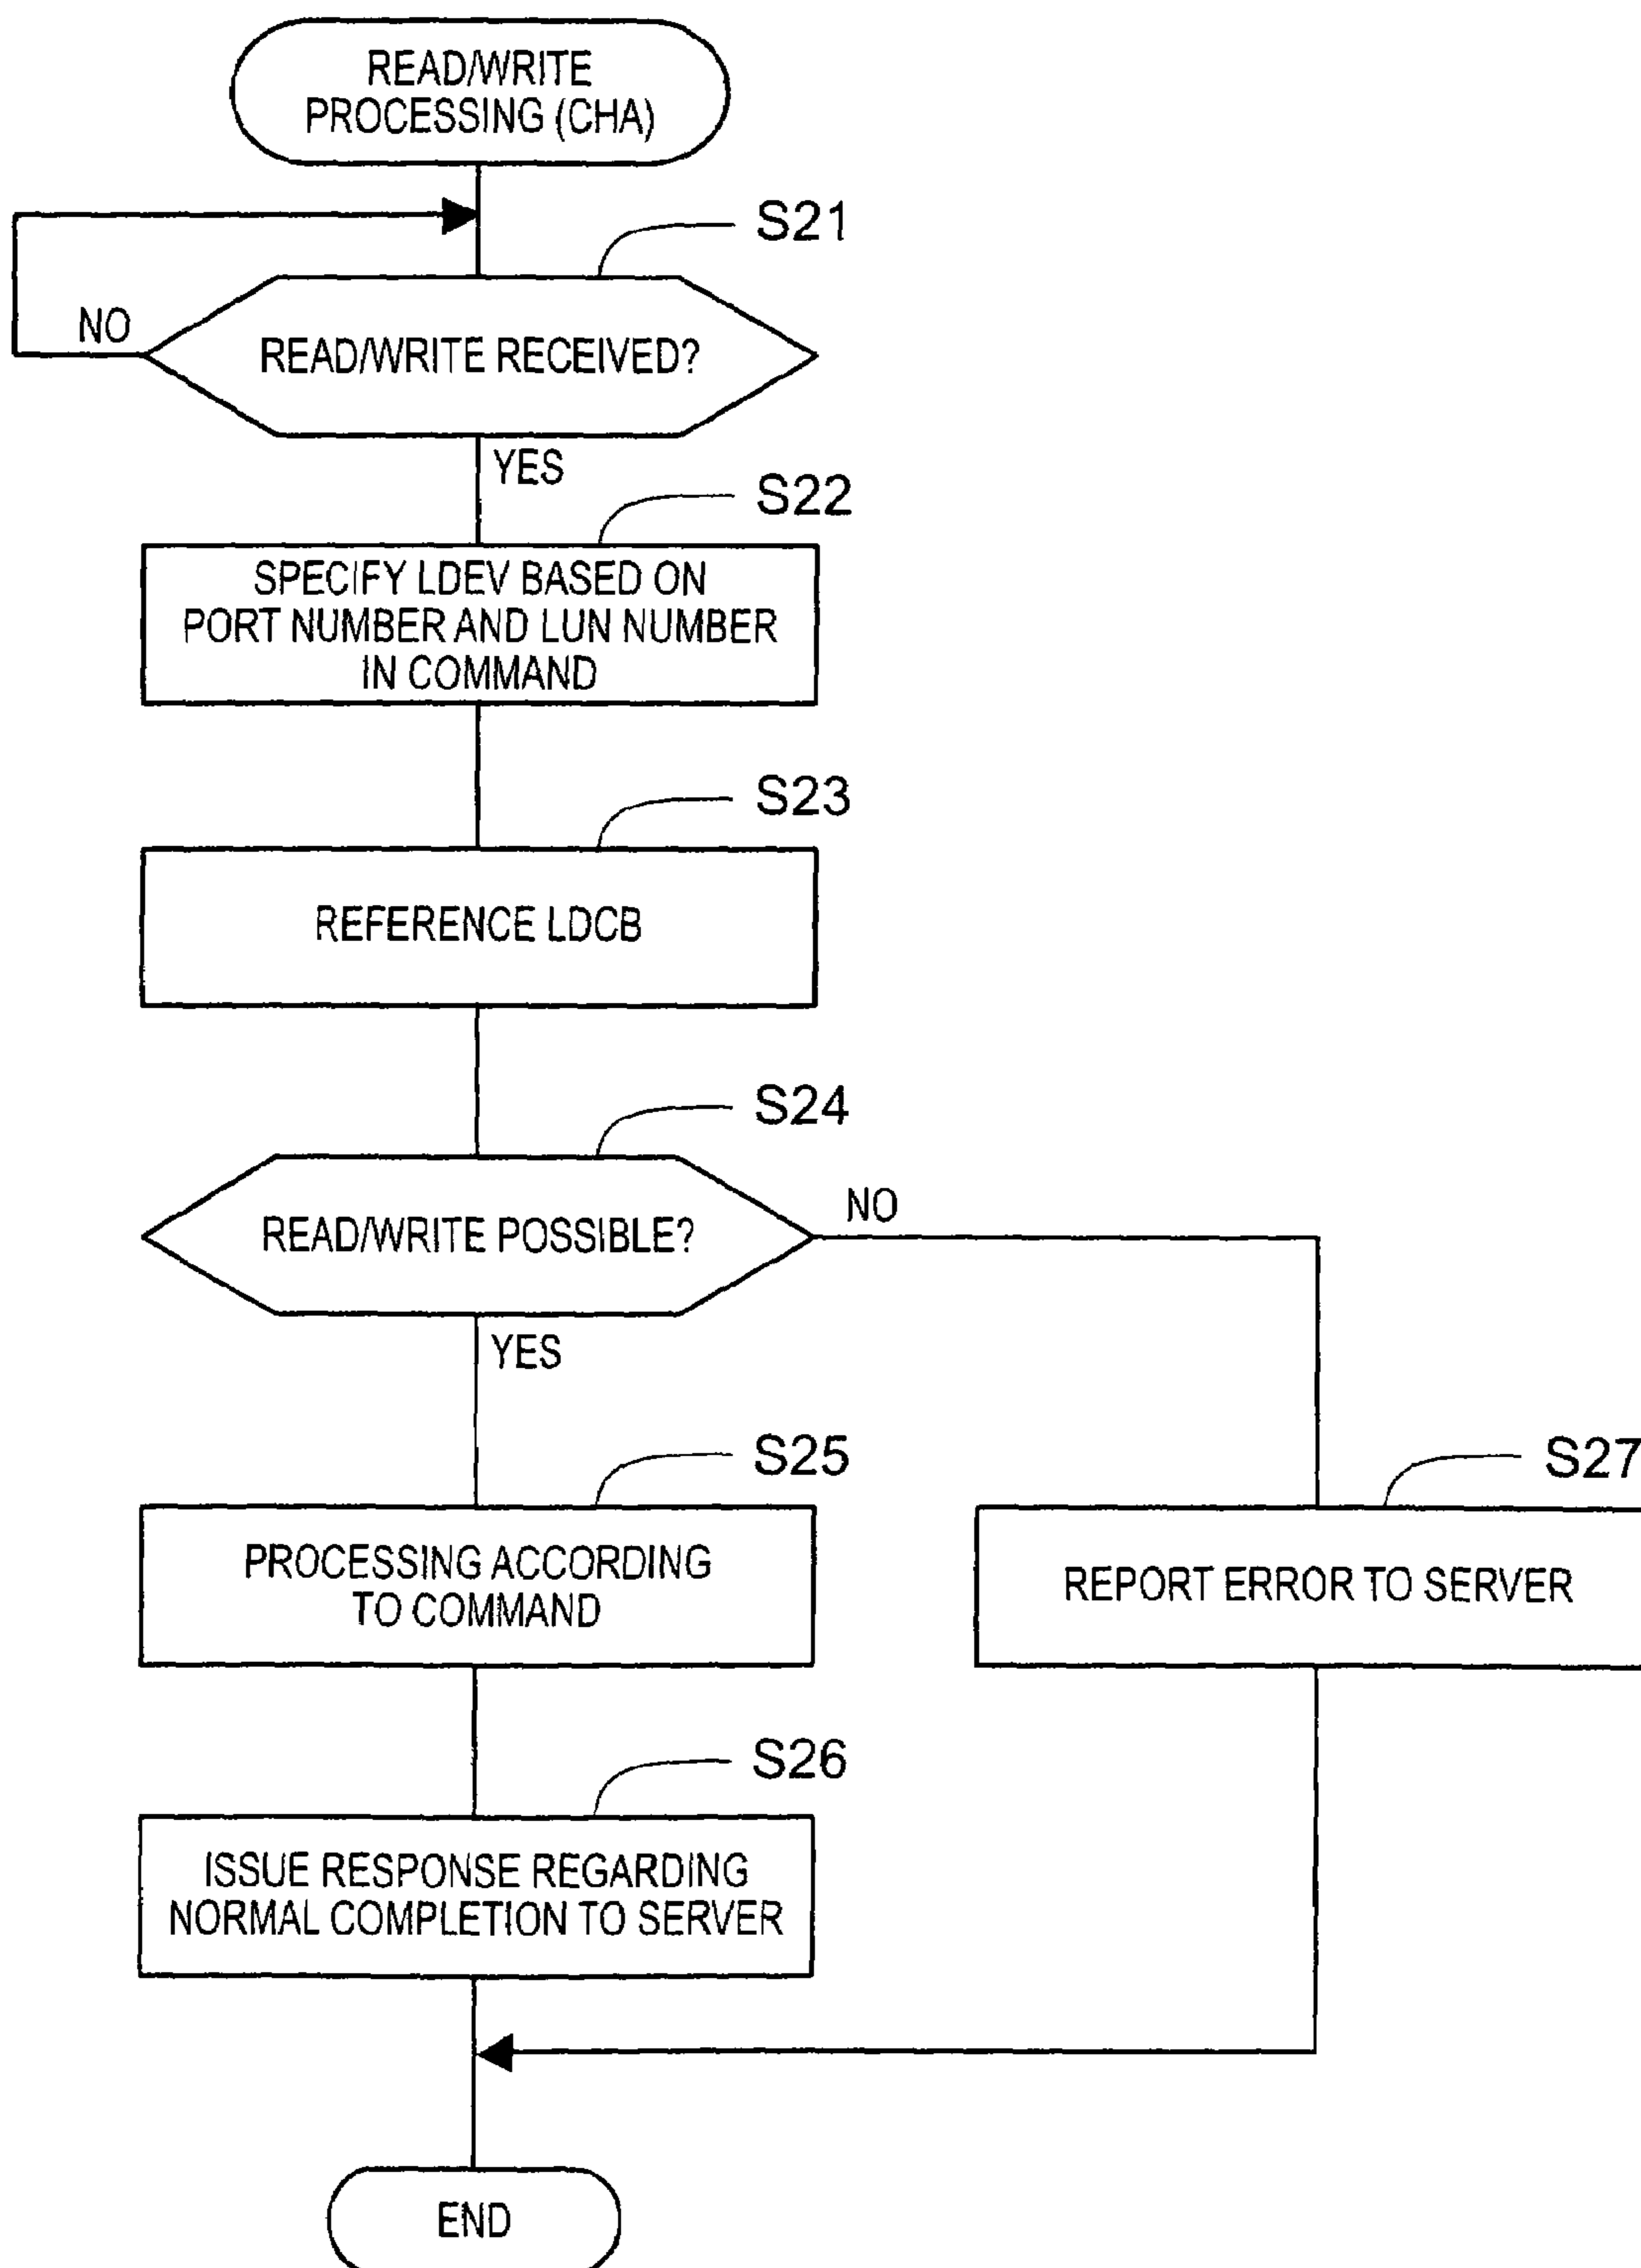 READ/WRITE
PROCESSING (CHA)
S21
NO
READ/WRITE RECEIVED?
YES
S22
SPECIFY LDEV BASED ON
PORT NUMBER AND LUN NUMBER
IN COMMAND
S23
REFERENCE LDCB
S24
NO
READ/WRITE POSSIBLE?
YES
S25
S27
PROCESSING ACCORDING
TO COMMAND
REPORT ERROR TO SERVER
S26
ISSUE RESPONSE REGARDING
NORMAL COMPLETION TO SERVER
END